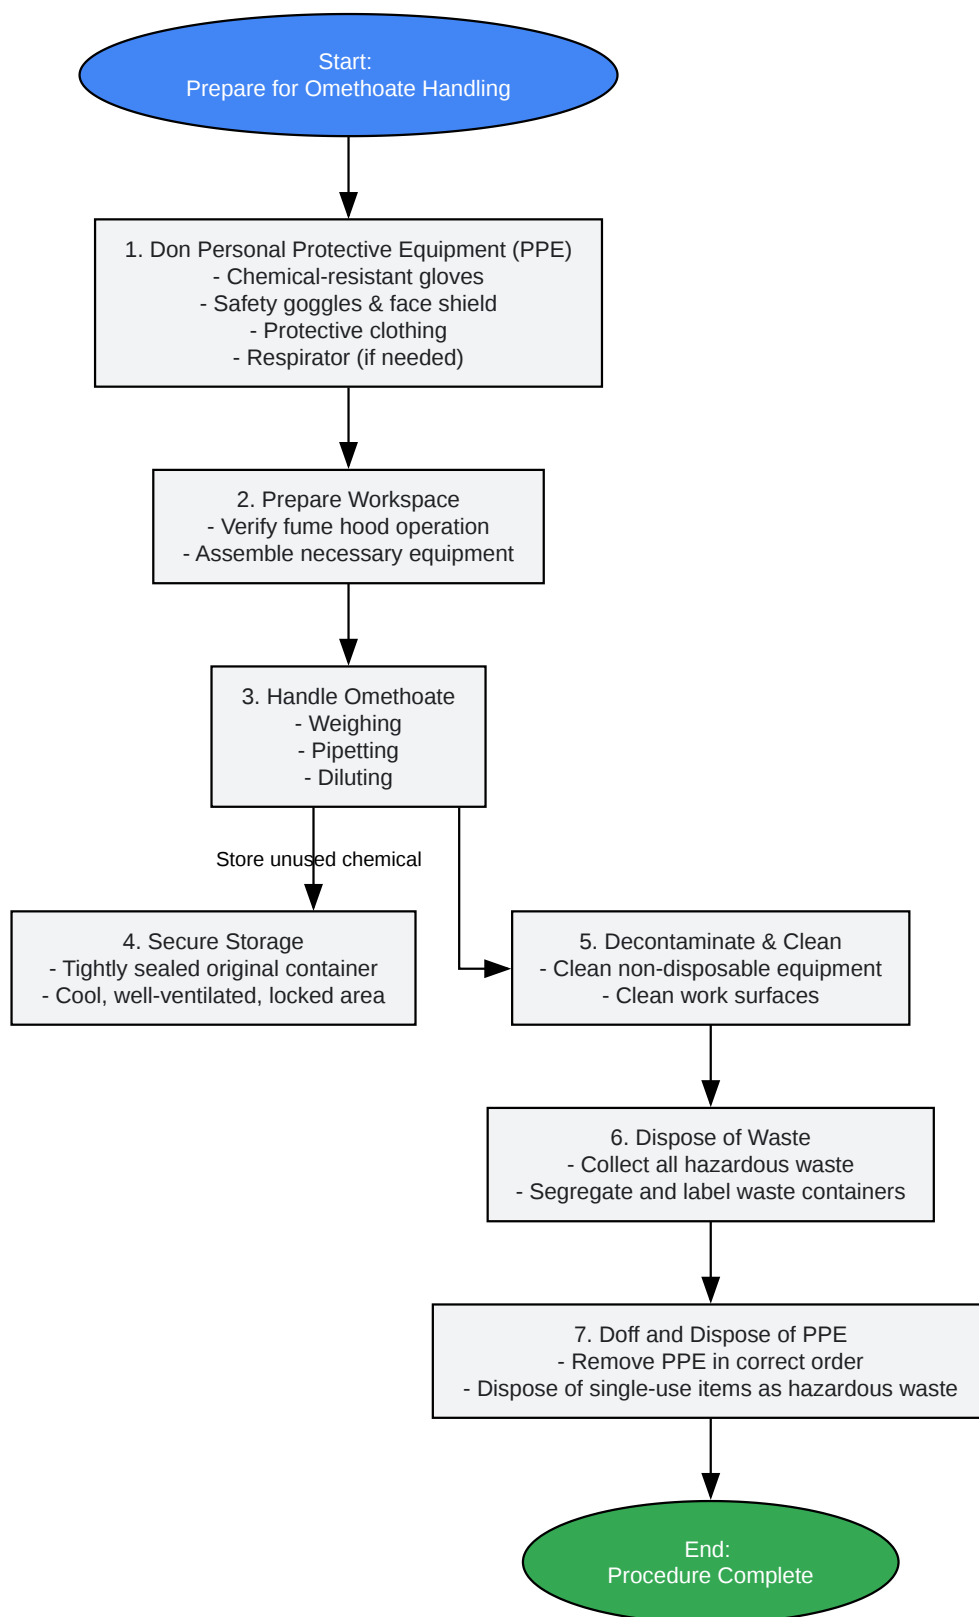 Start:
Prepare for Omethoate Handling
1. Don Personal Protective Equipment (PPE)
- Chemical-resistant gloves
- Safety goggles & face shield
- Protective clothing
- Respirator (if needed)
2. Prepare Workspace
- Verify fume hood operation
- Assemble necessary equipment
3. Handle Omethoate
- Weighing
- Pipetting
- Diluting
Store unused chemical
4. Secure Storage
- Tightly sealed original container
- Cool, well-ventilated, locked area
5. Decontaminate & Clean
- Clean non-disposable equipment
- Clean work surfaces
6. Dispose of Waste
- Collect all hazardous waste
- Segregate and label waste containers
7. Doff and Dispose of PPE
- Remove PPE in correct order
- Dispose of single-use items as hazardous waste
End:
Procedure Complete